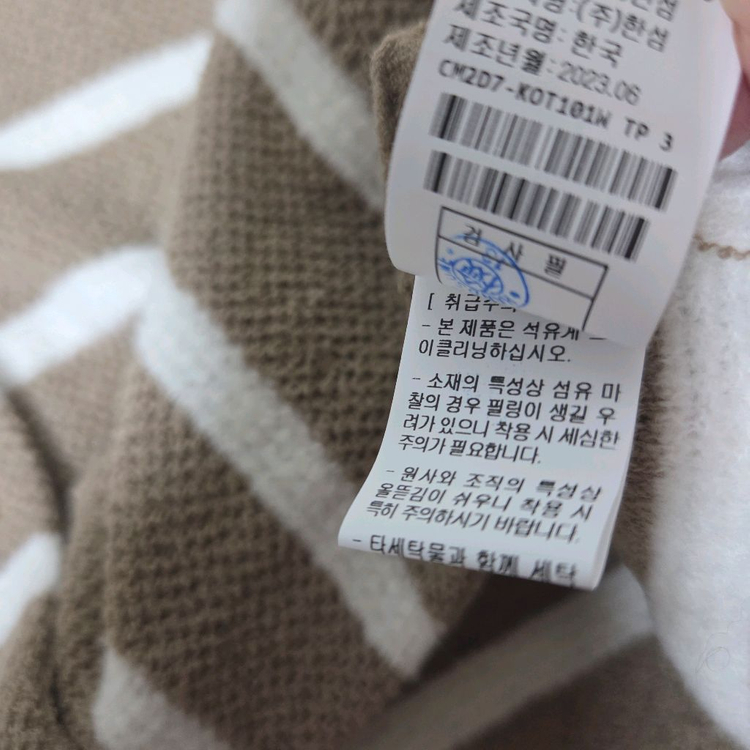 명:(주)한섬
제조국명: 한국
제조년월: 2023.06
CM2D7-KOT101W TP 3
검 사 필
[ 취급주의
- 본 제품은 석유계
이클리닝하십시오.
- 소재의 특성상 섬유 마
찰의 경우 필링이 생길 우
려가 있으니 착용 시 세심한
주의가 필요합니다.
- 원사와 조직의 특성상
올뜯김이 쉬우니 착용 시
특히 주의하시기 바랍니다.
- 타세탁물과 함께 세탁